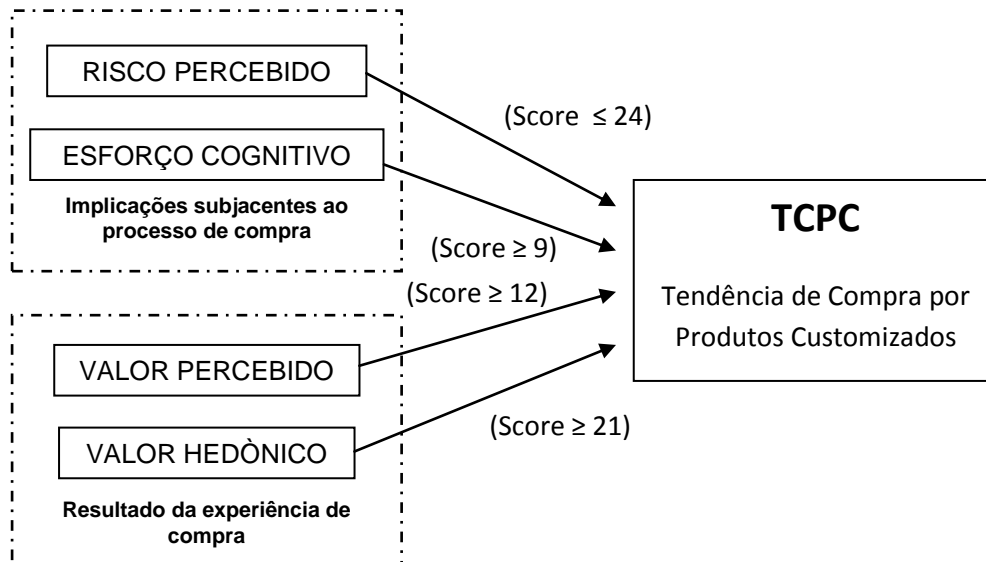 RISCO PERCEBIDO
(Score ≤ 24)
ESFORÇO COGNITIVO
Implicações subjacentes ao
processo de compra
(Score ≥ 9)
(Score ≥ 12)
VALOR PERCEBIDO
VALOR HEDÒNICO
(Score ≥ 21)
Resultado da experiência de
compra
TCPC
Tendência de Compra por
Produtos Customizados